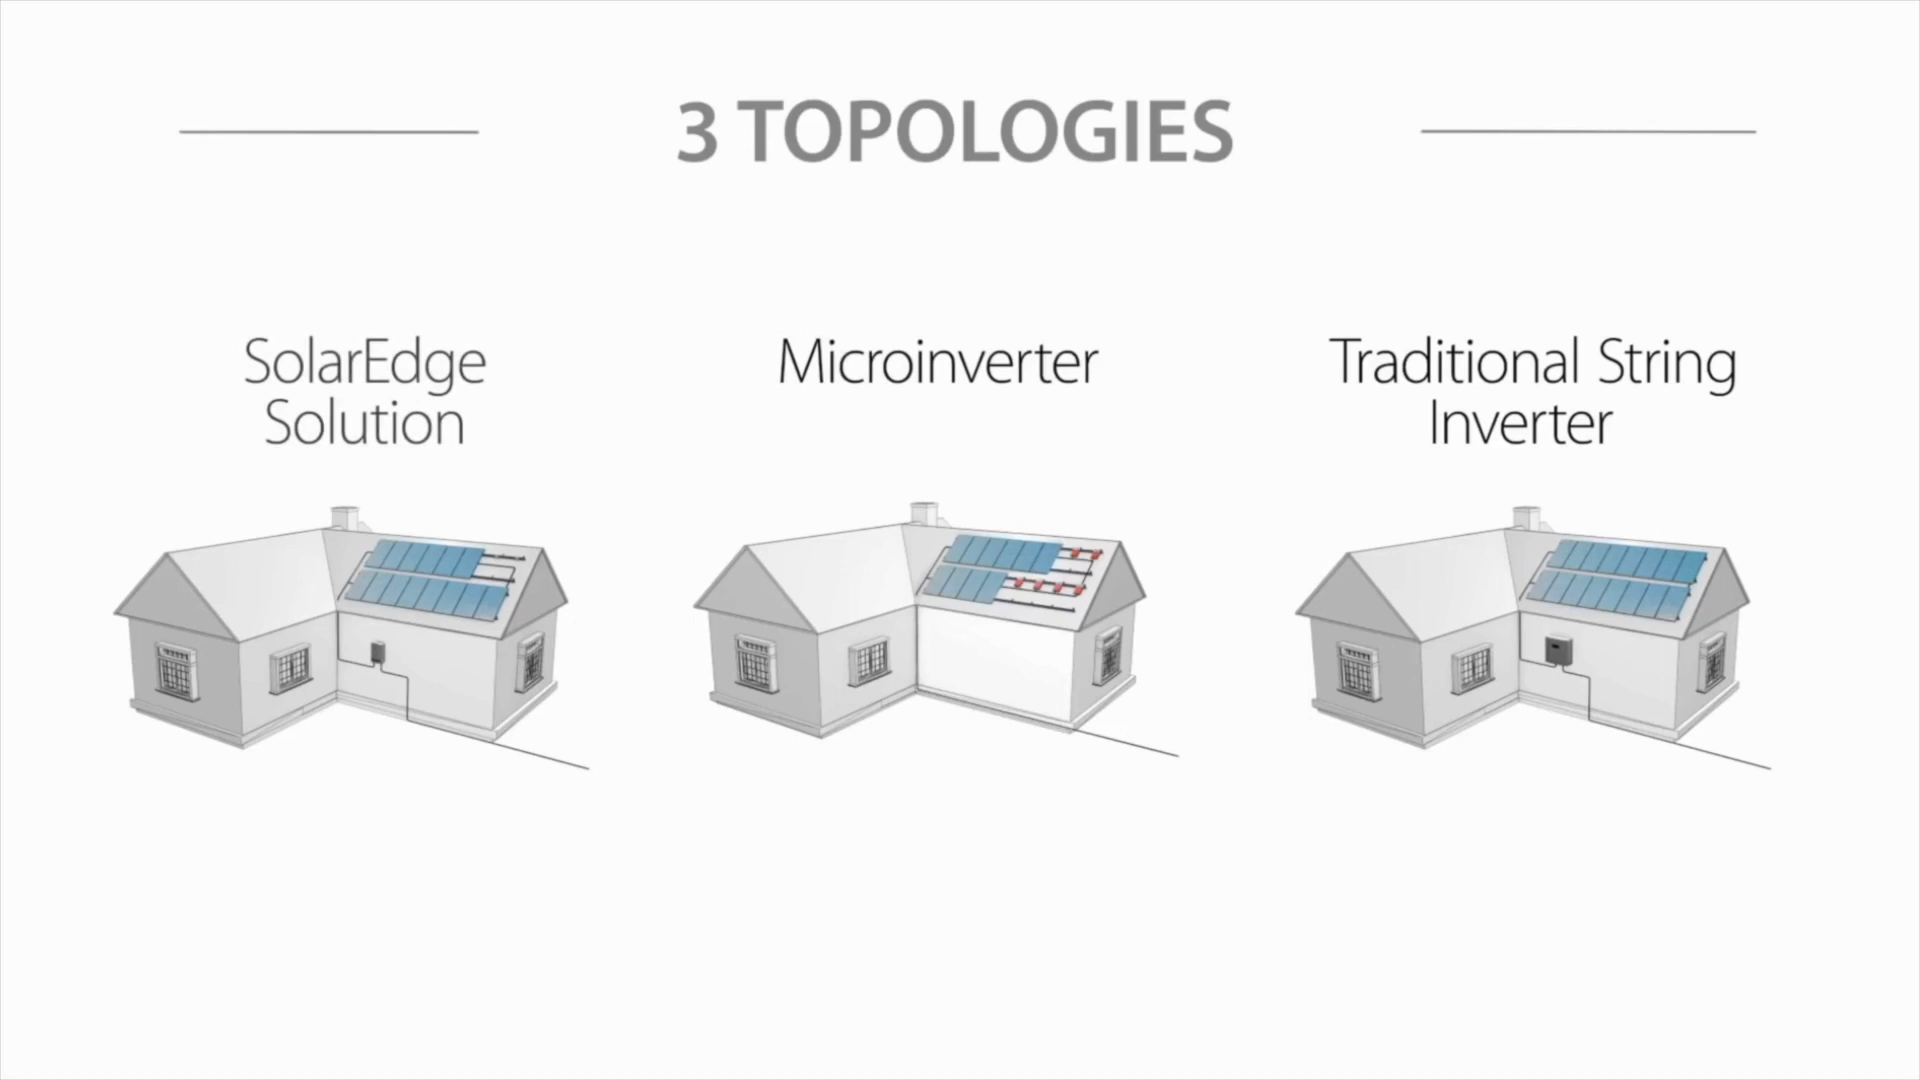 3 TOPOLOGIES
SolarEdge
Solution
Microinverter
Traditional String
Inverter